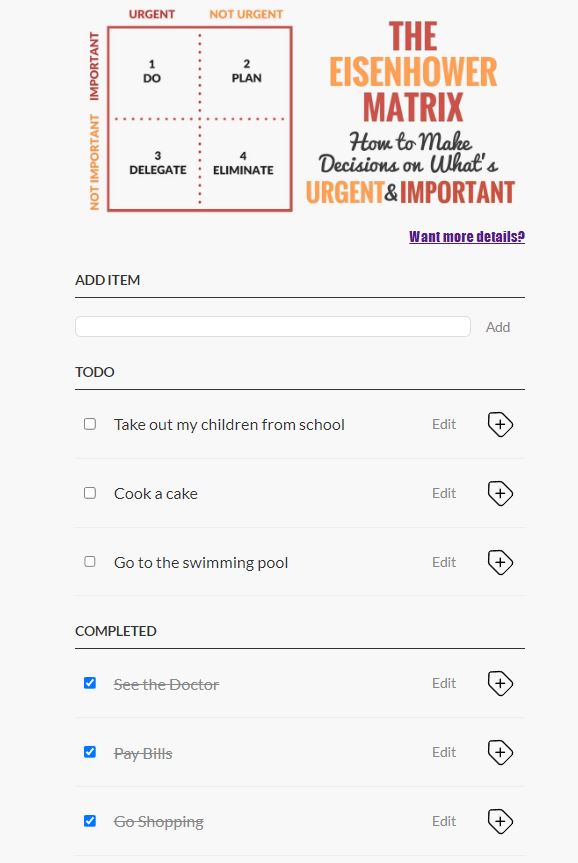 URGENT NOT URGENT
IMPORTANT
NOT IMPORTANT
1
DO
2
PLAN
3
DELEGATE
4
ELIMINATE
THE
EISENHOWER
MATRIX
How to Make
Decisions on What's
URGENT&IMPORTANT
Want more details?
ADD ITEM
Add
TODO
Take out my children from school Edit
Cook a cake Edit
Go to the swimming pool Edit
COMPLETED
See the Doctor Edit
Pay Bills Edit
Go Shopping Edit